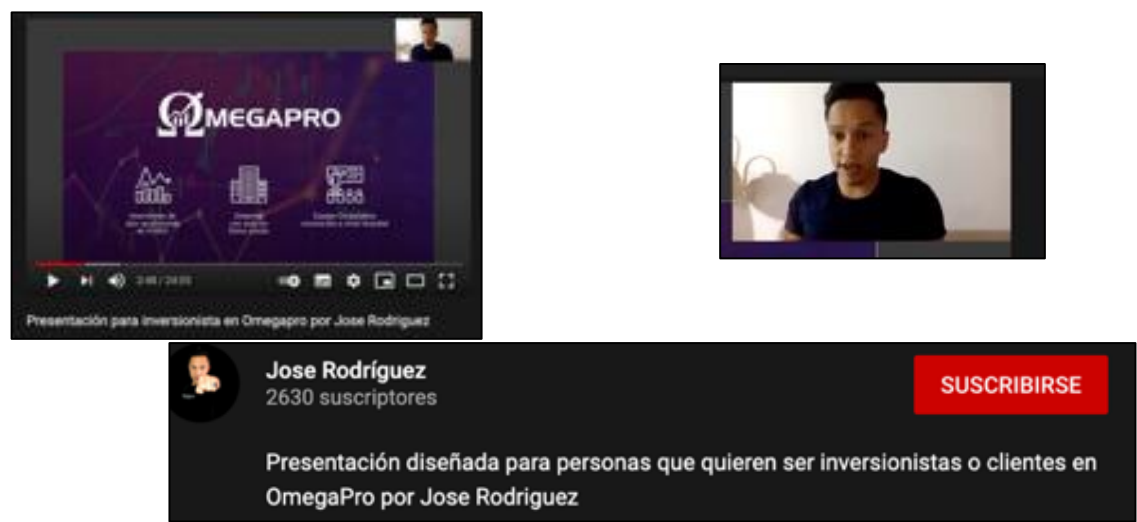 ΩMEGAPRO
Presentación para inversionista en Omegapro por Jose Rodriguez
Jose Rodríguez
2630 suscriptores
SUSCRIBIRSE
Presentación diseñada para personas que quieren ser inversionistas o clientes en
OmegaPro por Jose Rodriguez